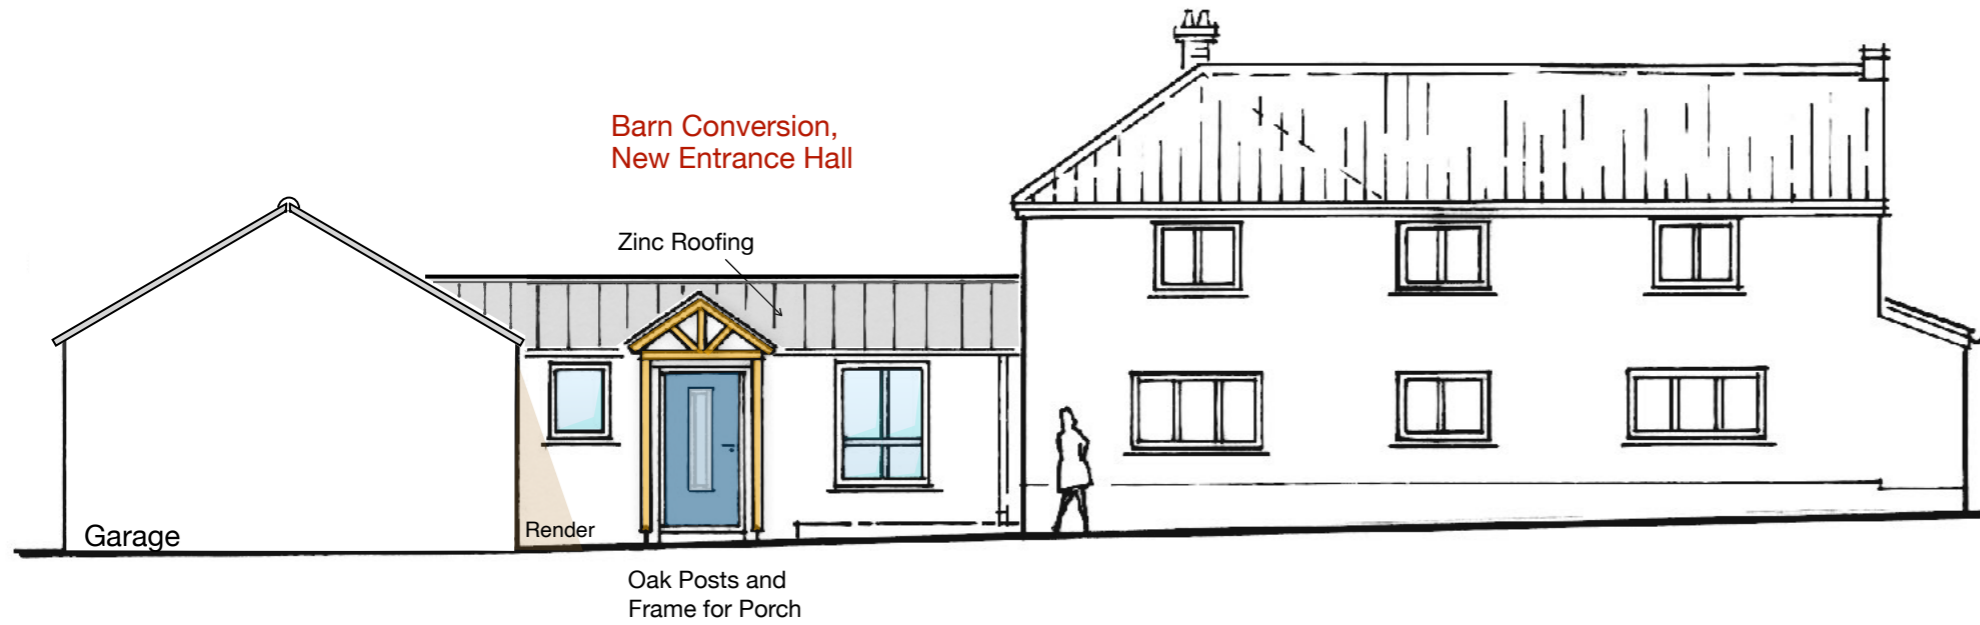 Barn Conversion,
New Entrance Hall
Zinc Roofing
Render
Garage
Oak Posts and
Frame for Porch